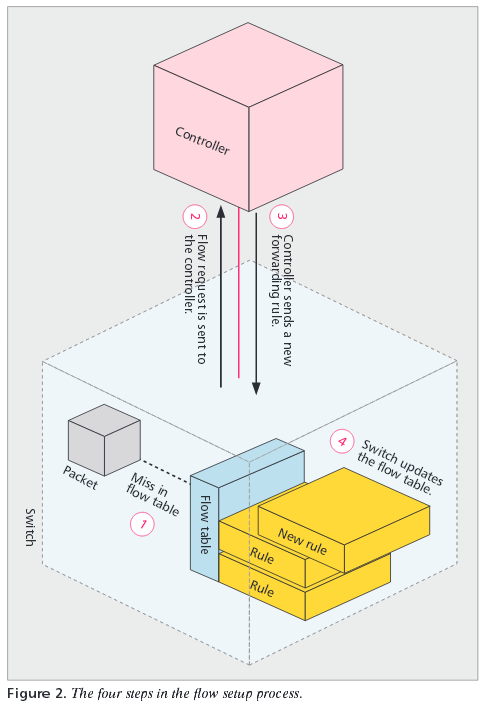 Controller
2
Flow request is sent to
the controller.
3
Controller sends a new
forwarding rule.
4
Switch updates
the flow table.
Packet
Miss in
flow table
1
Switch
Flow table
New rule
Rule
Rule
Figure 2. The four steps in the flow setup process.